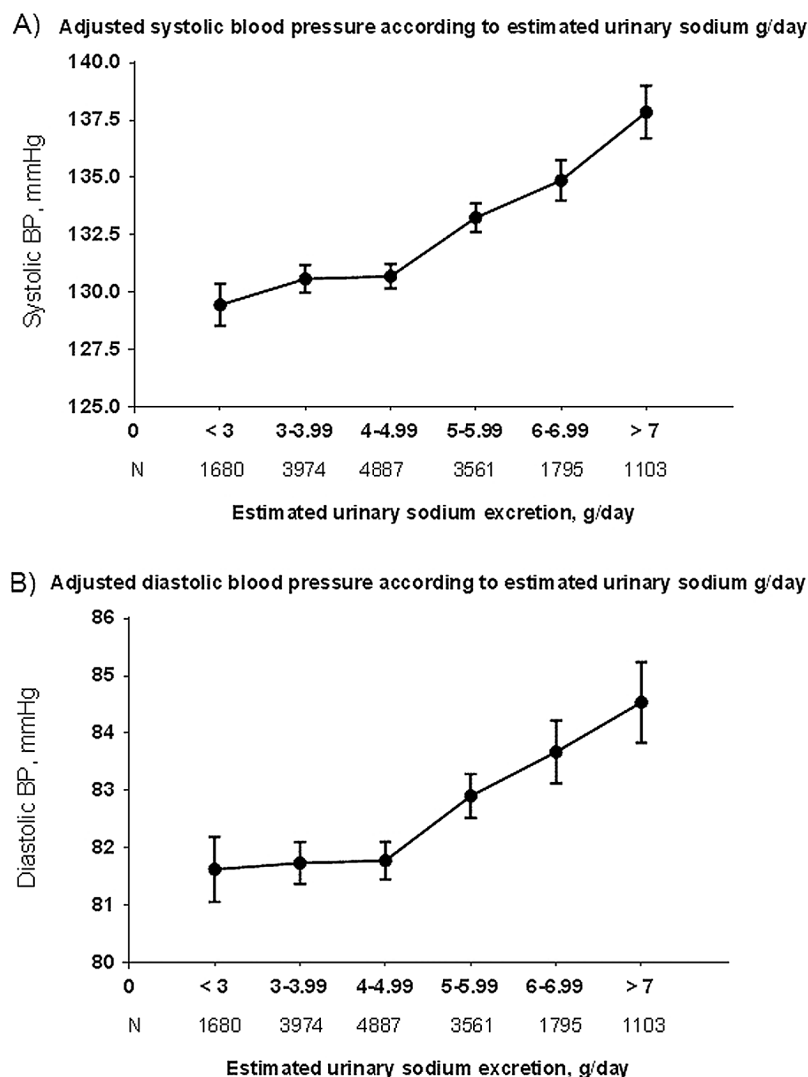 A) Adjusted systolic blood pressure according to estimated urinary sodium g/day
140.0
137.5
135.0
132.5
130.0
127.5
125.0
Systolic BP, mmHg
0 < 3 3-3.99 4-4.99 5-5.99 6-6.99 > 7
N 1680 3974 4887 3561 1795 1103
Estimated urinary sodium excretion, g/day
B) Adjusted diastolic blood pressure according to estimated urinary sodium g/day
86
85
84
83
82
81
80
Diastolic BP, mmHg
0 < 3 3-3.99 4-4.99 5-5.99 6-6.99 > 7
N 1680 3974 4887 3561 1795 1103
Estimated urinary sodium excretion, g/day